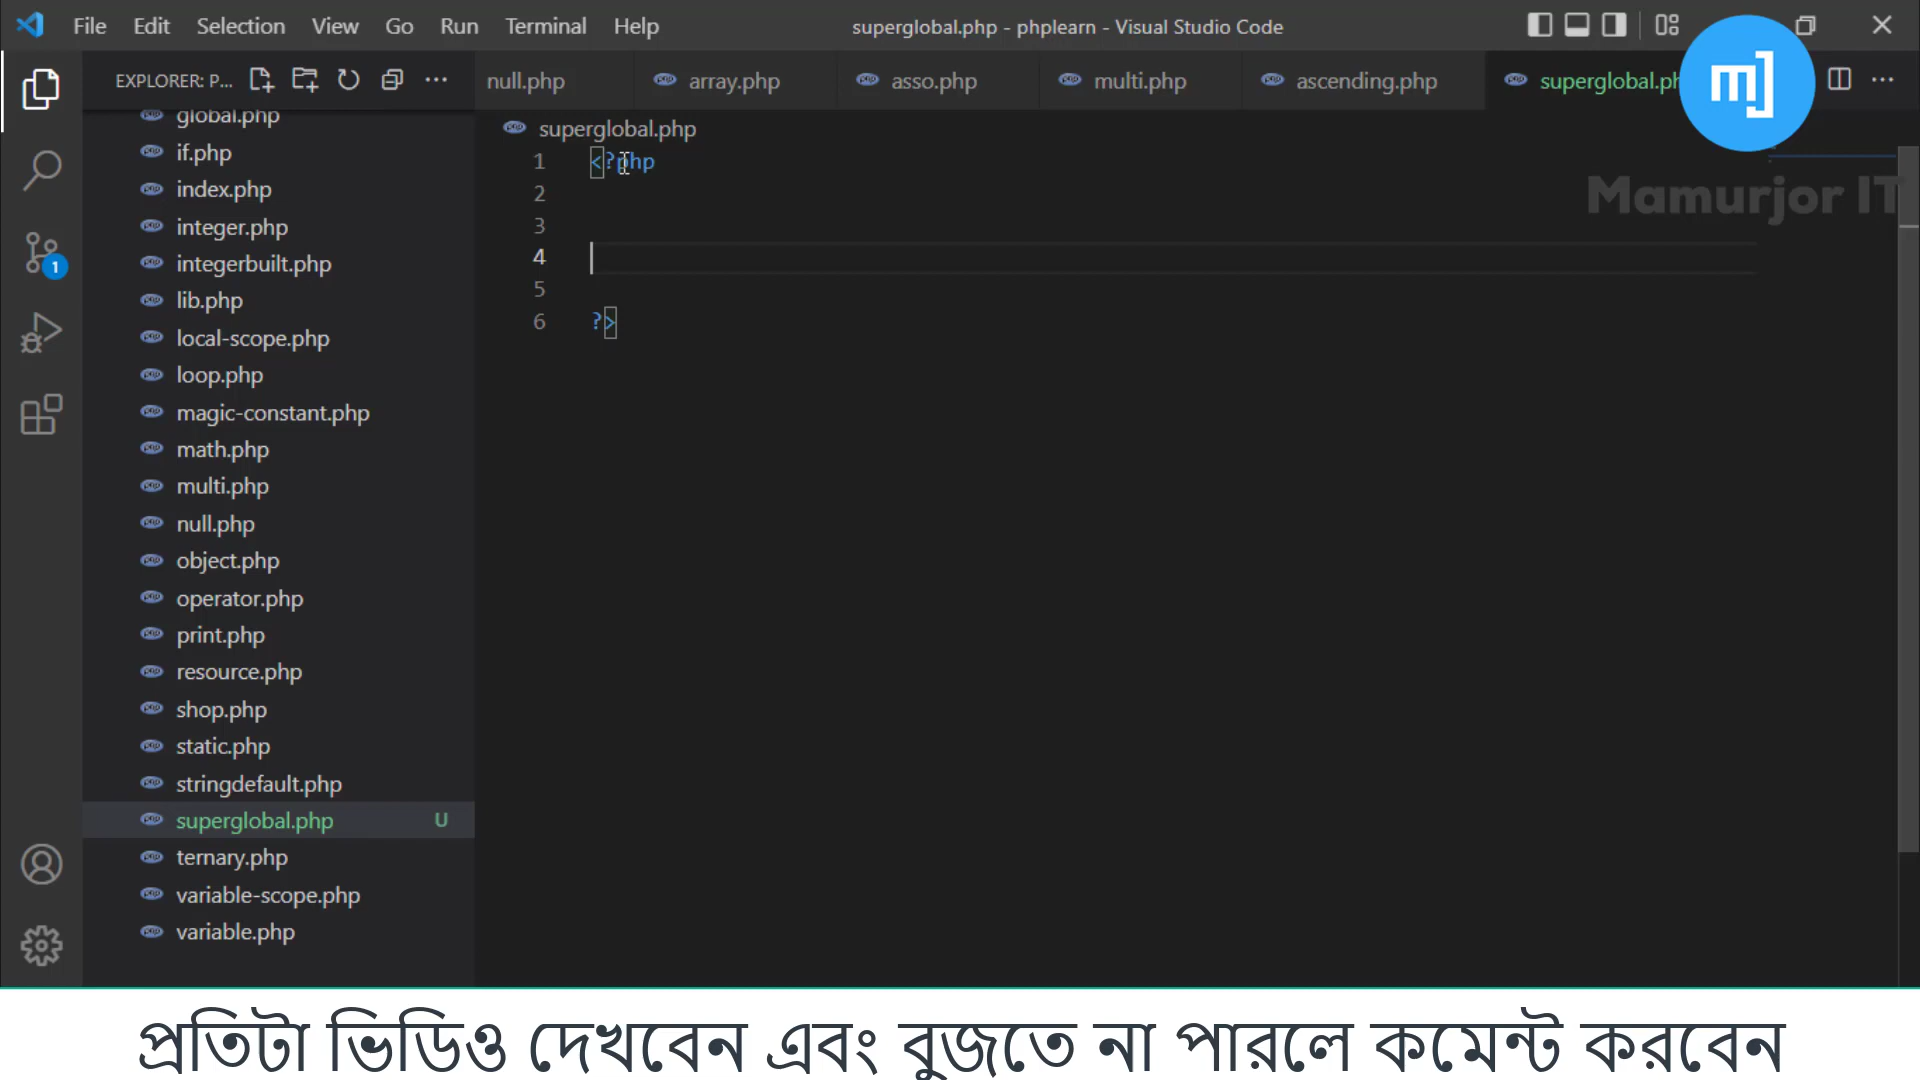 File Edit Selection View Go Run Terminal Help superglobal.php - phplearn - Visual Studio Code
EXPLORER: P... null.php array.php asso.php multi.php ascending.php superglobal.ph
mj
Mamurjor IT
global.php
if.php
index.php
integer.php
integerbuilt.php
lib.php
local-scope.php
loop.php
magic-constant.php
math.php
multi.php
null.php
object.php
operator.php
print.php
resource.php
shop.php
static.php
stringdefault.php
superglobal.php U
ternary.php
variable-scope.php
variable.php
1
superglobal.php
1 <?php
2
3
4
5
6 ?>
প্রতিটা ভিডিও দেখবেন এবং বুজতে না পারলে কমেন্ট করবেন